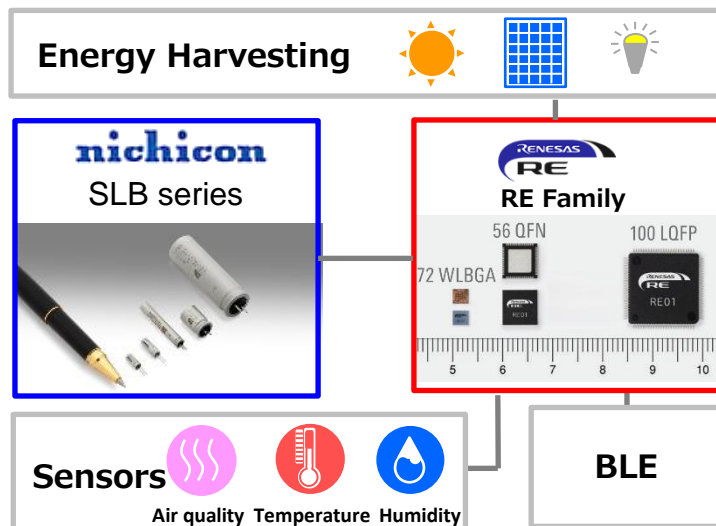 Energy Harvesting
nichicon
SLB series
RENESAS
RE
RE Family
56 QFN
100 LQFP
72 WLBGA
RENESAS
RE
RE01
RE01
5 6 7 8 9 10
Sensors
Air quality Temperature Humidity
BLE